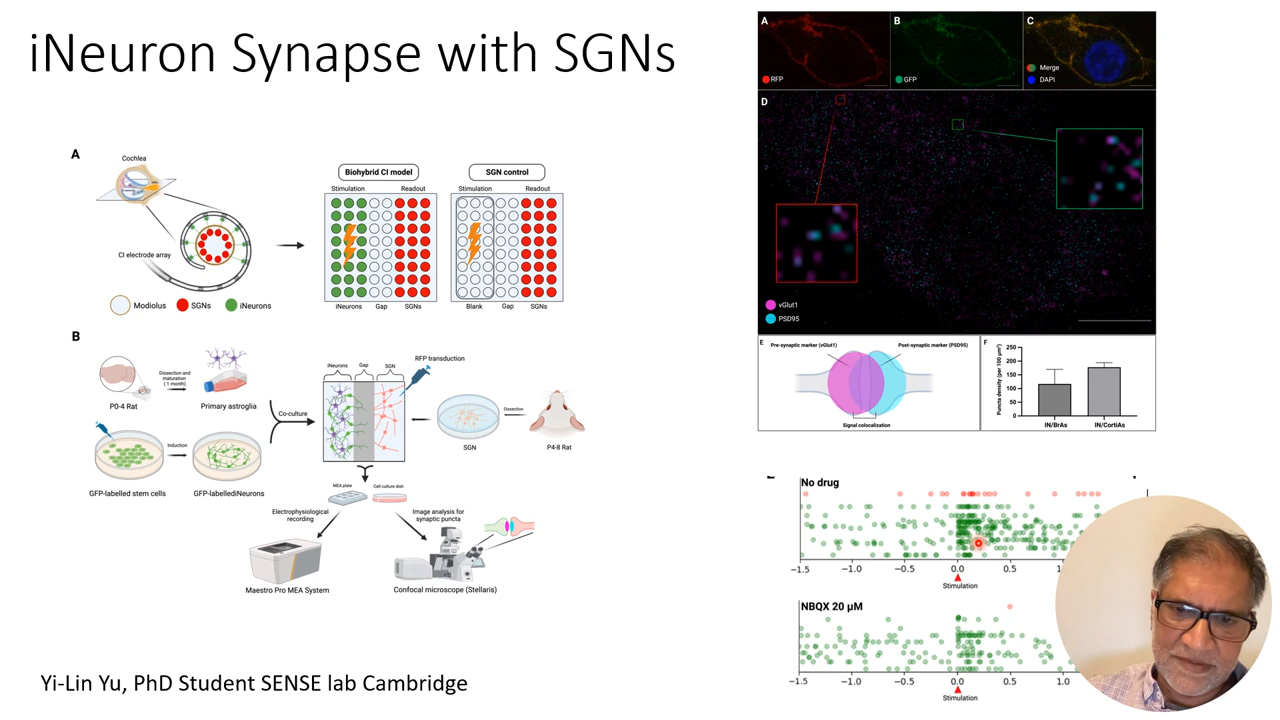 iNeuron Synapse with SGNs
A
Cochlea
CI electrode array
Modiolus
SGNs
iNeurons
Biohybrid CI model
SGN control
Stimulation
Readout
Stimulation
Readout
iNeurons
Gap
SGNs
Blank
Gap
SGNs
B
P0-4 Rat
Dissection and
maturation
( 1 month)
Primary astroglia
GFP-labelled stem cells
Induction
GFP-labellediNeurons
Co-culture
iNeurons
Gap
SGN
RFP transduction
SGN
Dissection
P4-8 Rat
MEA plate
Cell culture dish
Electrophysiological
recording
Image analysis for
synaptic puncta
Maestro Pro MEA System
Confocal microscope (Stellaris)
Yi-Lin Yu, PhD Student SENSE lab Cambridge
A
RFP
B
GFP
C
Merge
DAPI
D
vGlut1
PSD95
E
Pre-synaptic marker (vGlut1)
Post-synaptic marker (PSD95)
Signal colocalization
F
Puncta density (per 100 µm²)
250
200
150
100
50
0
IN/BrAs
IN/CortiAs
No drug
−1.5 −1.0 −0.5 0.0 0.5
Stimulation
NBQX 20 µM
−1.5 −1.0 −0.5 0.0 0.5 1.0
Stimulation